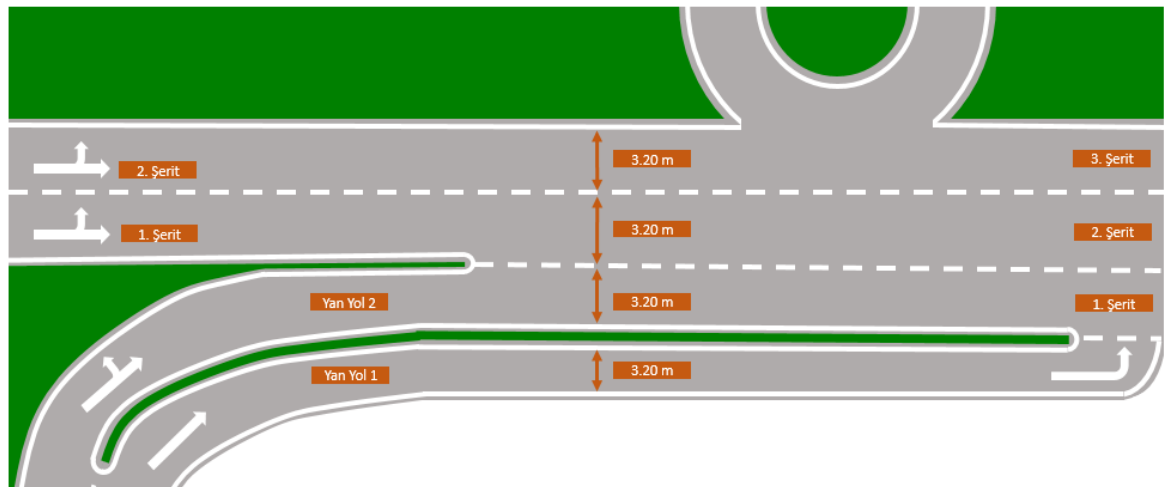 3.20 m
3. Şerit
2. Şerit
3.20 m
1. Şerit
2. Şerit
Yan Yol 2
3.20 m
1. Şerit
Yan Yol 1
3.20 m